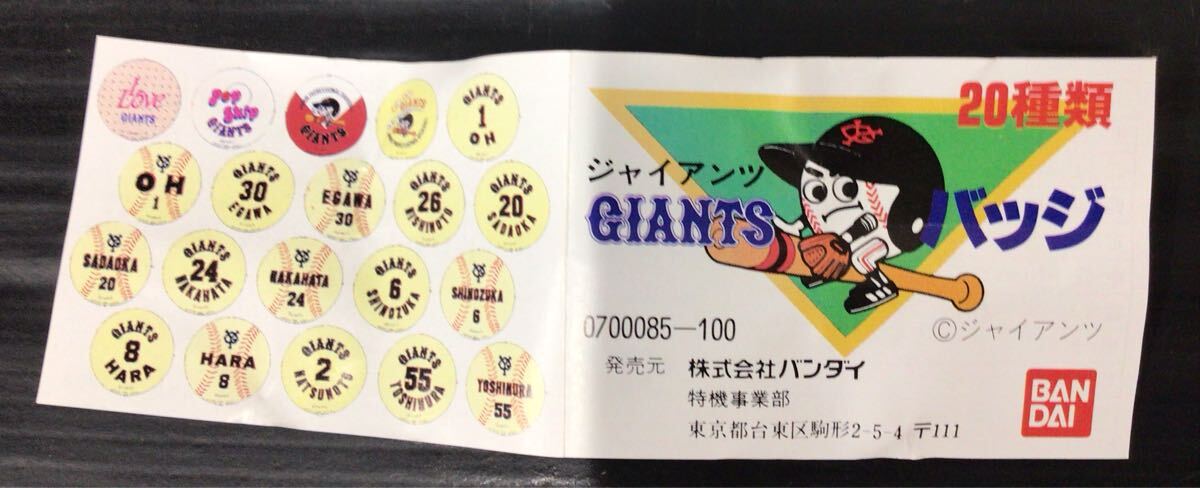 I Love GIANTS
Pop Ship GIANTS
GIANTS
GIANTS
GIANTS 1 OH
OH 1
GIANTS 30 EGAWA
EGAWA 30
GIANTS 26 NISHIMOTO
GIANTS 20 SADAOKA
SADAOKA 20
GIANTS 24 NAKAHATA
NAKAHATA 24
GIANTS 6 SHINOZUKA
SHINOZUKA 6
GIANTS 8 HARA
HARA 8
GIANTS 2 MATSUMOTO
GIANTS 55 YOSHIMURA
YOSHIMURA 55
20種類
ジャイアンツ
GIANTS バッジ
0700085-100
©ジャイアンツ
発売元 株式会社バンダイ
特機事業部
東京都台東区駒形2-5-4 〒111
BAN
DAI